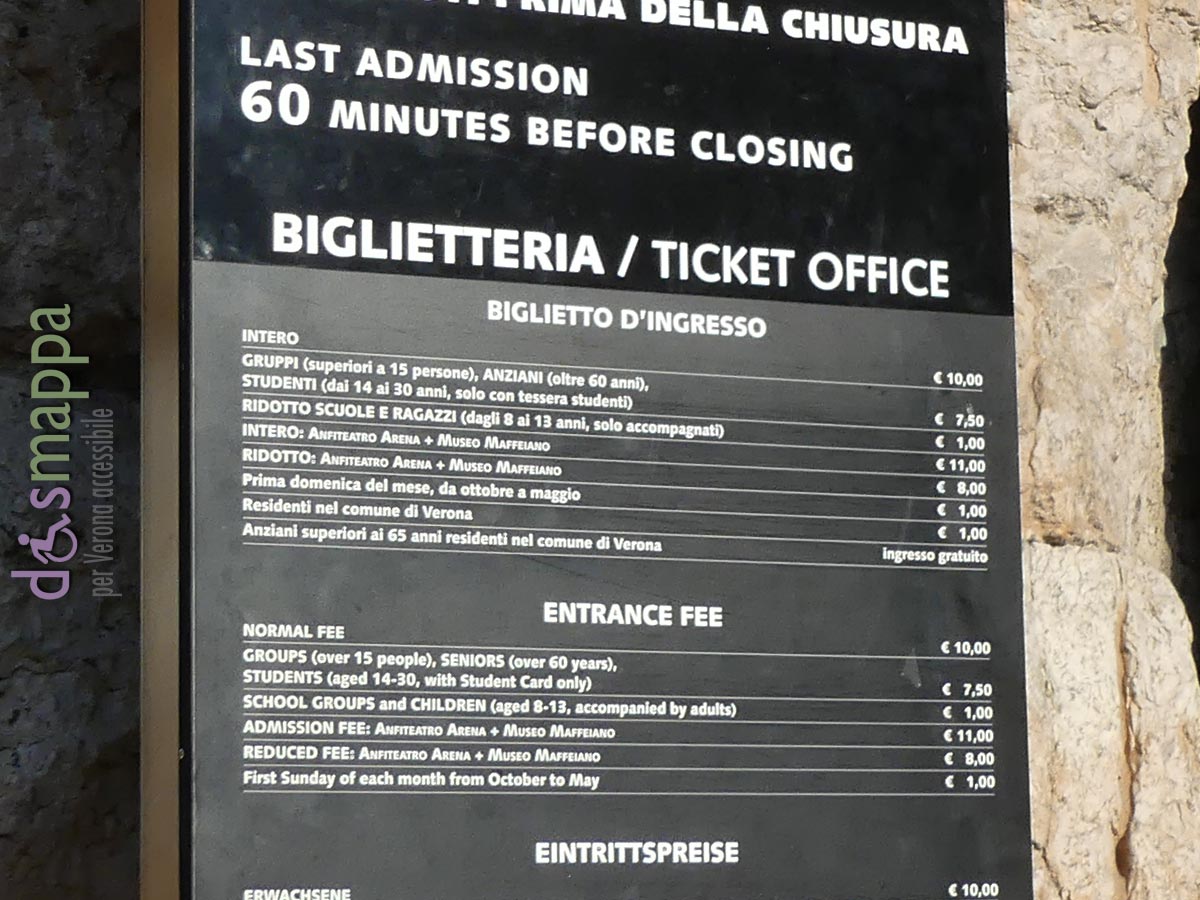 PRIMA DELLA CHIUSURA
LAST ADMISSION
60 MINUTES BEFORE CLOSING
BIGLIETTERIA / TICKET OFFICE
BIGLIETTO D'INGRESSO
INTERO € 10,00
GRUPPI (superiori a 15 persone), ANZIANI (oltre 60 anni),
STUDENTI (dai 14 ai 30 anni, solo con tessera studenti) € 7,50
RIDOTTO SCUOLE E RAGAZZI (dagli 8 ai 13 anni, solo accompagnati) € 1,00
INTERO: ANFITEATRO ARENA + MUSEO MAFFEIANO € 11,00
RIDOTTO: ANFITEATRO ARENA + MUSEO MAFFEIANO € 8,00
Prima domenica del mese, da ottobre a maggio € 1,00
Residenti nel comune di Verona € 1,00
Anziani superiori ai 65 anni residenti nel comune di Verona ingresso gratuito
ENTRANCE FEE
NORMAL FEE € 10,00
GROUPS (over 15 people), SENIORS (over 60 years),
STUDENTS (aged 14-30, with Student Card only) € 7,50
SCHOOL GROUPS and CHILDREN (aged 8-13, accompanied by adults) € 1,00
ADMISSION FEE: ANFITEATRO ARENA + MUSEO MAFFEIANO € 11,00
REDUCED FEE: ANFITEATRO ARENA + MUSEO MAFFEIANO € 8,00
First Sunday of each month from October to May € 1,00
EINTRITTSPREISE
ERWACHSENE € 10,00
dismappa
per Verona accessibile